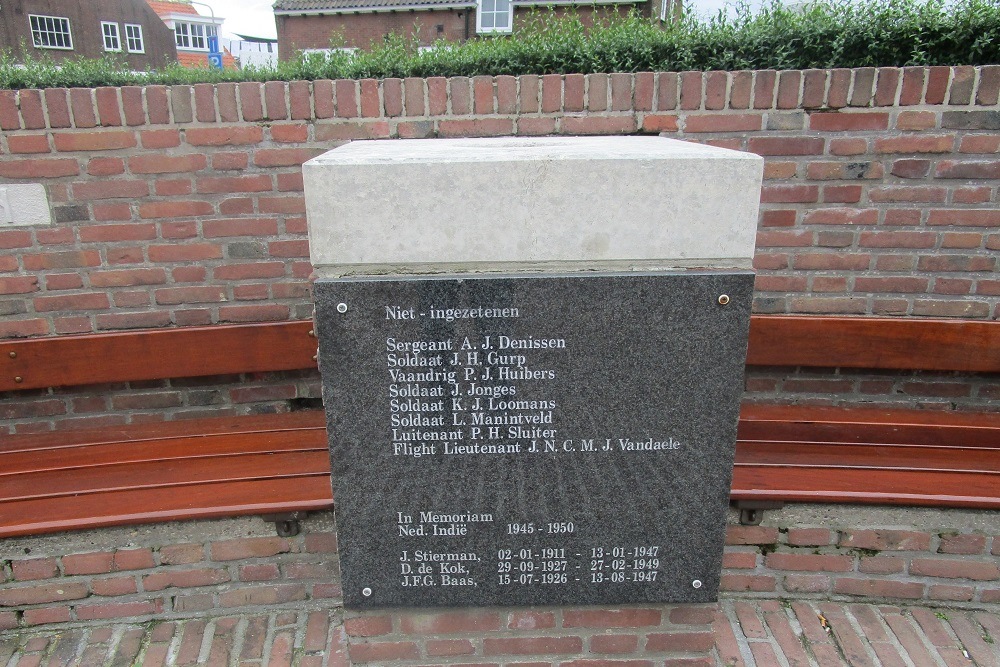 Niet - ingezetenen
Sergeant A. J. Denissen
Soldaat J. H. Gurp
Vaandrig P. J. Huibers
Soldaat J. Jonges
Soldaat K. J. Loomans
Soldaat L. Manintveld
Luitenant P. H. Sluiter
Flight Lieutenant J. N. C. M. J. Vandaele
In Memoriam
Ned. Indië 1945 - 1950
J. Stierman, 02-01-1911 - 13-01-1947
D. de Kok, 29-09-1927 - 27-02-1949
J.F.G. Baas, 15-07-1926 - 13-08-1947